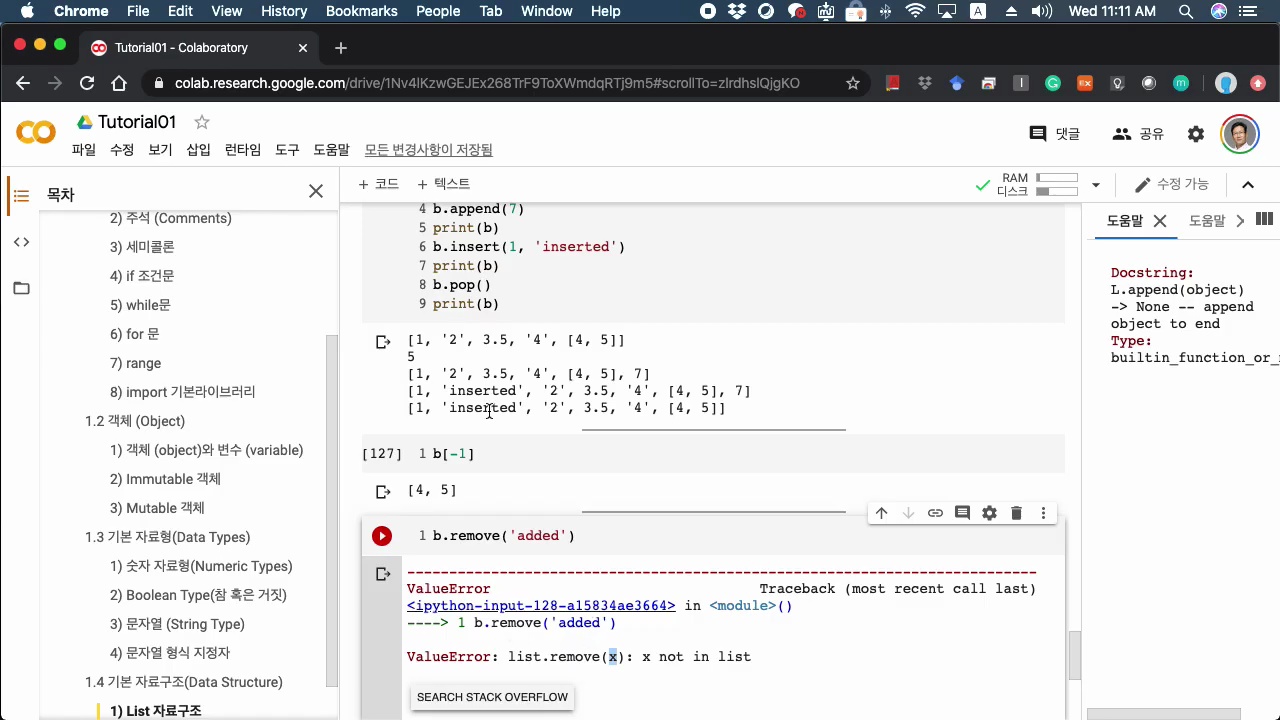 Chrome File Edit View History Bookmarks People Tab Window Help A Wed 11:11 AM
Tutorial01 - Colaboratory
colab.research.google.com/drive/1Nv4lKzwGEJEx268TrF9ToXWmdqRTj9m5#scrollTo=zlrdhslQjgKO
Tutorial01
파일 수정 보기 삽입 런타임 도구 도움말 모든 변경사항이 저장됨
댓글 공유
목차
+ 코드 + 텍스트
RAM
디스크
수정 가능
2) 주석 (Comments)
3) 세미콜론
4) if 조건문
5) while문
6) for 문
7) range
8) import 기본라이브러리
1.2 객체 (Object)
1) 객체 (object)와 변수 (variable)
2) Immutable 객체
3) Mutable 객체
1.3 기본 자료형(Data Types)
1) 숫자 자료형(Numeric Types)
2) Boolean Type(참 혹은 거짓)
3) 문자열 (String Type)
4) 문자열 형식 지정자
1.4 기본 자료구조(Data Structure)
1) List 자료구조
4 b.append(7)
5 print(b)
6 b.insert(1, 'inserted')
7 print(b)
8 b.pop()
9 print(b)
[1, '2', 3.5, '4', [4, 5]]
5
[1, '2', 3.5, '4', [4, 5], 7]
[1, 'inserted', '2', 3.5, '4', [4, 5], 7]
[1, 'inserted', '2', 3.5, '4', [4, 5]]
[127] 1 b[-1]
[4, 5]
1 b.remove('added')
---------------------------------------------------------------------------
ValueError Traceback (most recent call last)
<ipython-input-128-a15834ae3664> in <module>()
----> 1 b.remove('added')
ValueError: list.remove(x): x not in list
SEARCH STACK OVERFLOW
도움말 도움말
Docstring:
L.append(object)
-> None -- append
object to end
Type:
builtin_function_or_